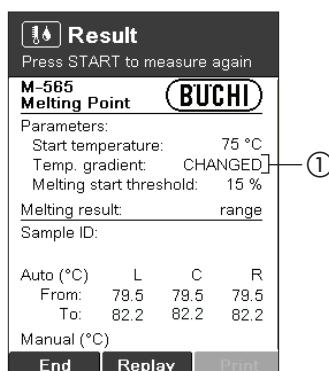 Result
Press START to measure again
M-565
Melting Point
BÜCHI
Parameters:
Start temperature: 75 °C
Temp. gradient: CHANGED
①
Melting start threshold: 15 %
Melting result: range
Sample ID:
Auto (°C) L C R
From: 79.5 79.5 79.5
To: 82.2 82.2 82.2
Manual (°C)
End Replay Print